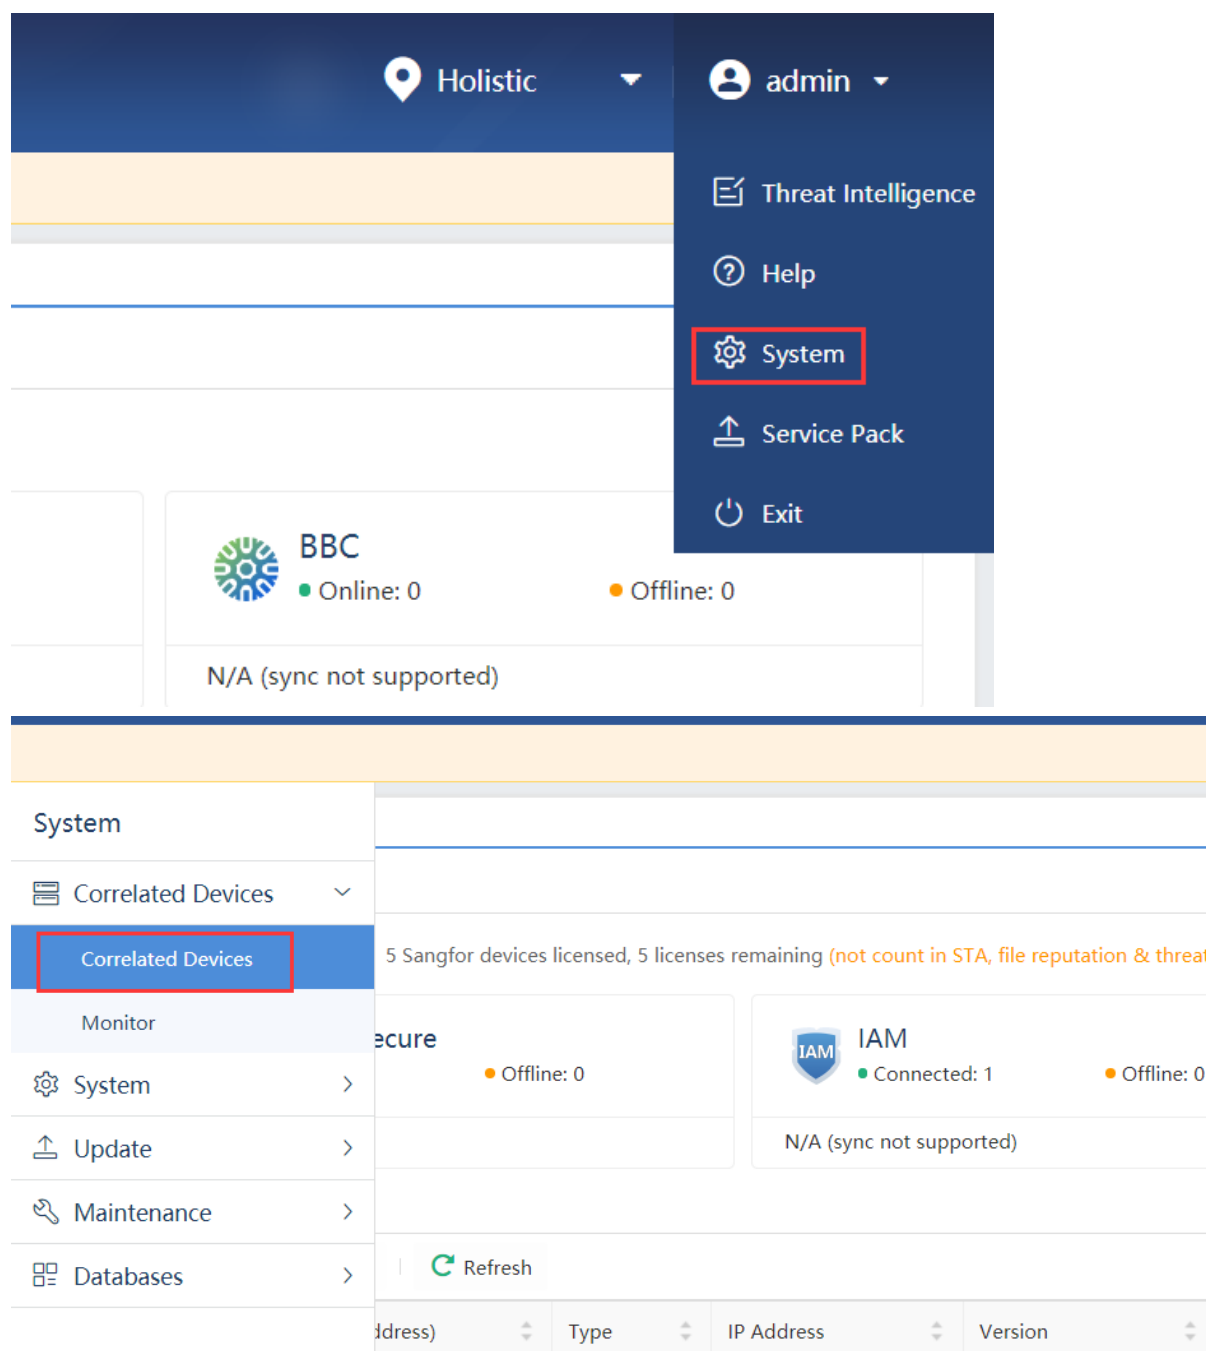 Holistic
admin
Threat Intelligence
Help
System
Service Pack
Exit
BBC
Online: 0
Offline: 0
N/A (sync not supported)
System
Correlated Devices
Correlated Devices
Monitor
System
Update
Maintenance
Databases
5 Sangfor devices licensed, 5 licenses remaining (not count in STA, file reputation & threat
ecure
Offline: 0
IAM
IAM
Connected: 1
Offline: 0
N/A (sync not supported)
Refresh
ddress)
Type
IP Address
Version